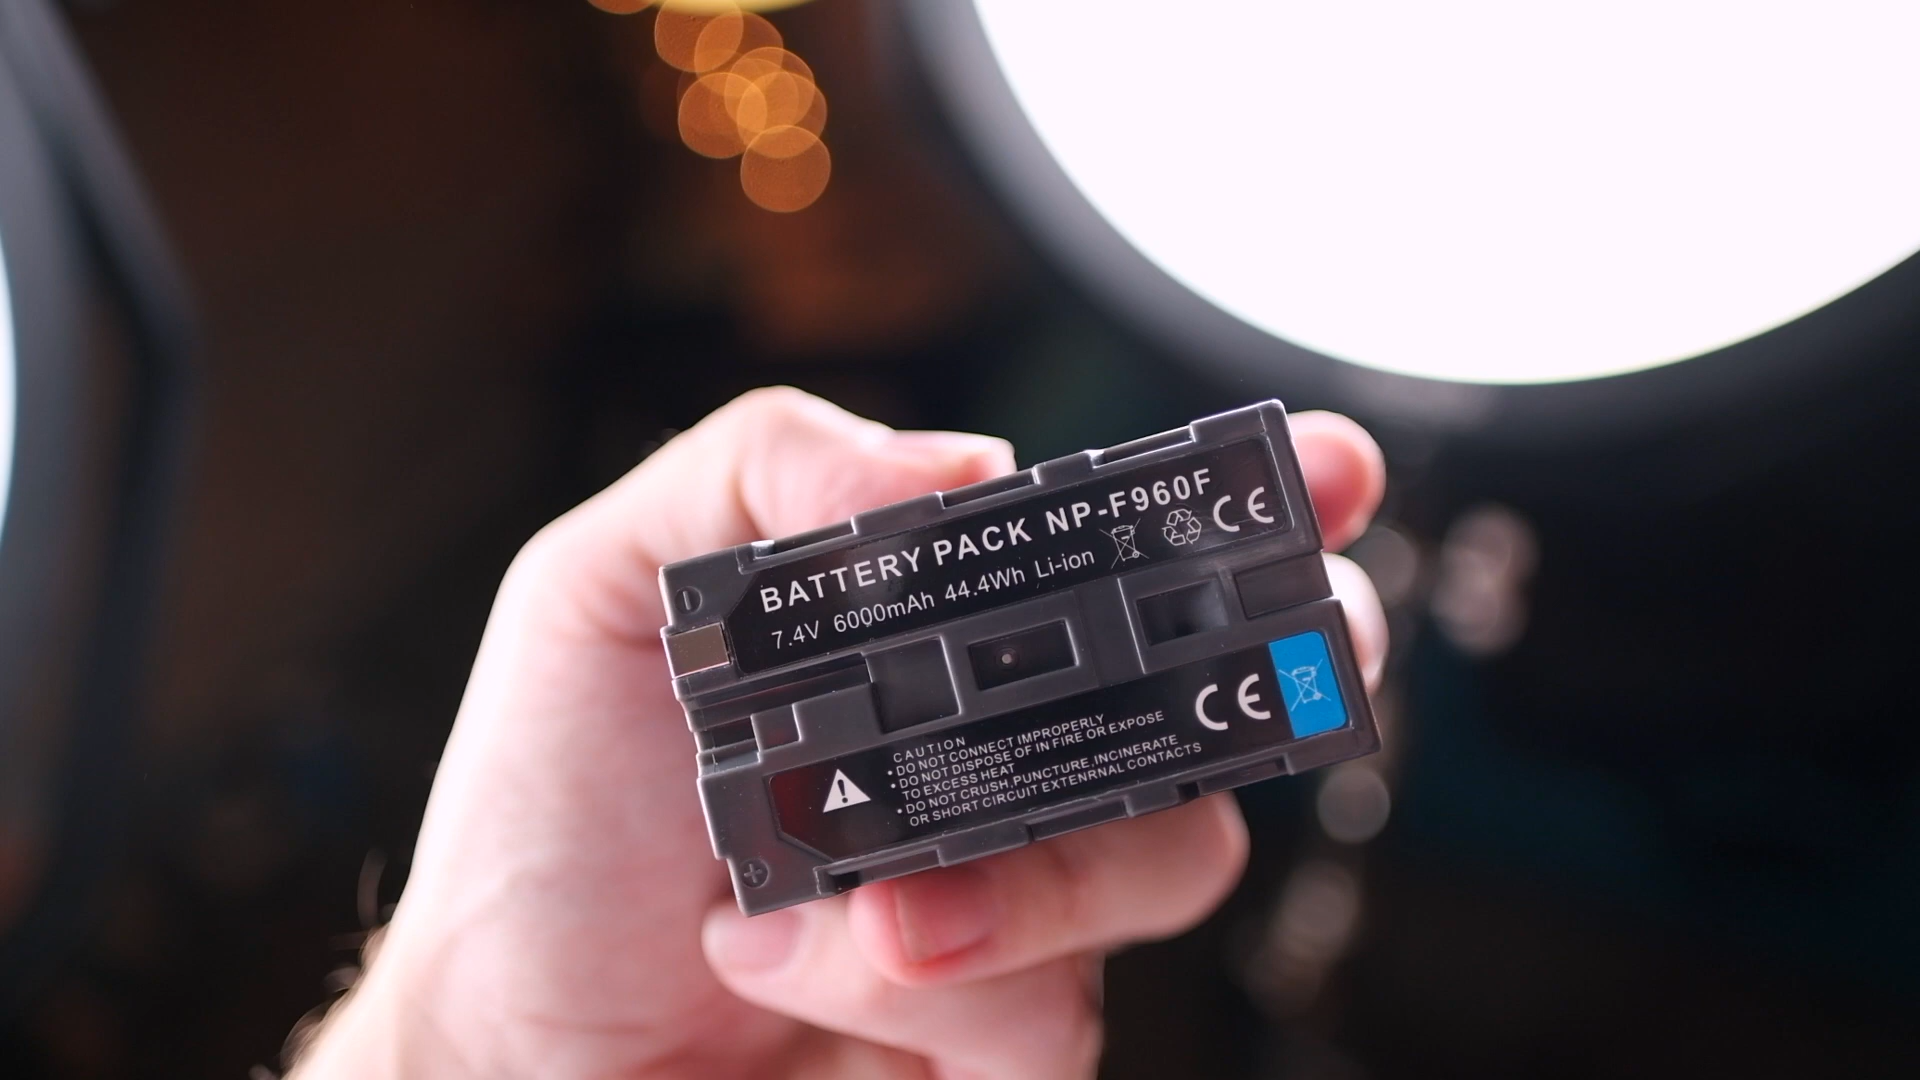 BATTERY PACK NP-F960F
7.4V 6000mAh 44.4Wh Li-ion CE
CE
CAUTION
• DO NOT CONNECT IMPROPERLY
• DO NOT DISPOSE OF IN FIRE OR EXPOSE
TO EXCESS HEAT
• DO NOT CRUSH,PUNCTURE,INCINERATE
OR SHORT CIRCUIT EXTENRNAL CONTACTS